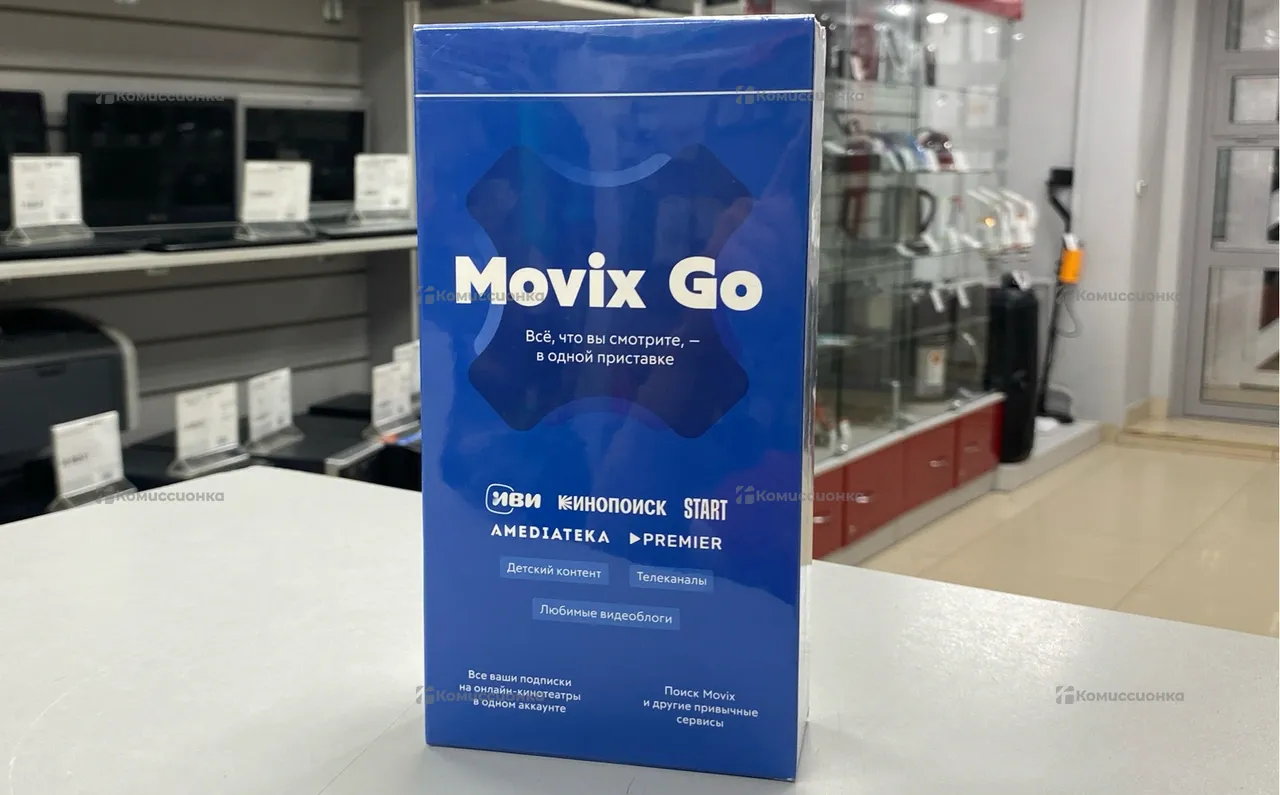 Комиссионка
Комиссионка
Movix Go
Комиссионка
Комиссионка
Всё, что вы смотрите, —
в одной приставке
иви КИНОПОИСК START
AMEDIATEKA PREMIER
Комиссионка
Комиссионка
Детский контент
Телеканалы
Любимые видеоблоги
Все ваши подписки
на онлайн-кинотеатры
в одном аккаунте
Поиск Movix
и другие привычные
сервисы
Комиссионка
Комиссионка